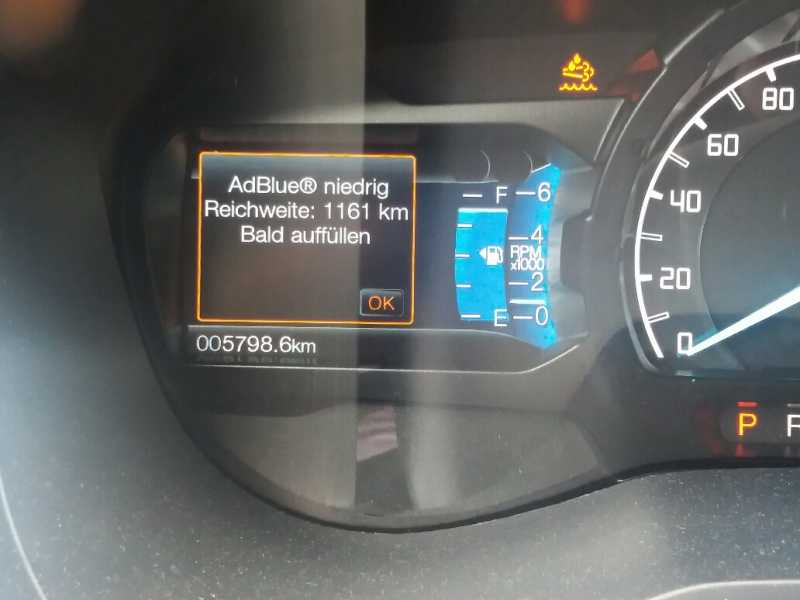 AdBlue® niedrig
Reichweite: 1161 km
Bald auffüllen
OK
005798.6km
F
E
6
4
RPM
x1000
2
0
80
60
40
20
0
P